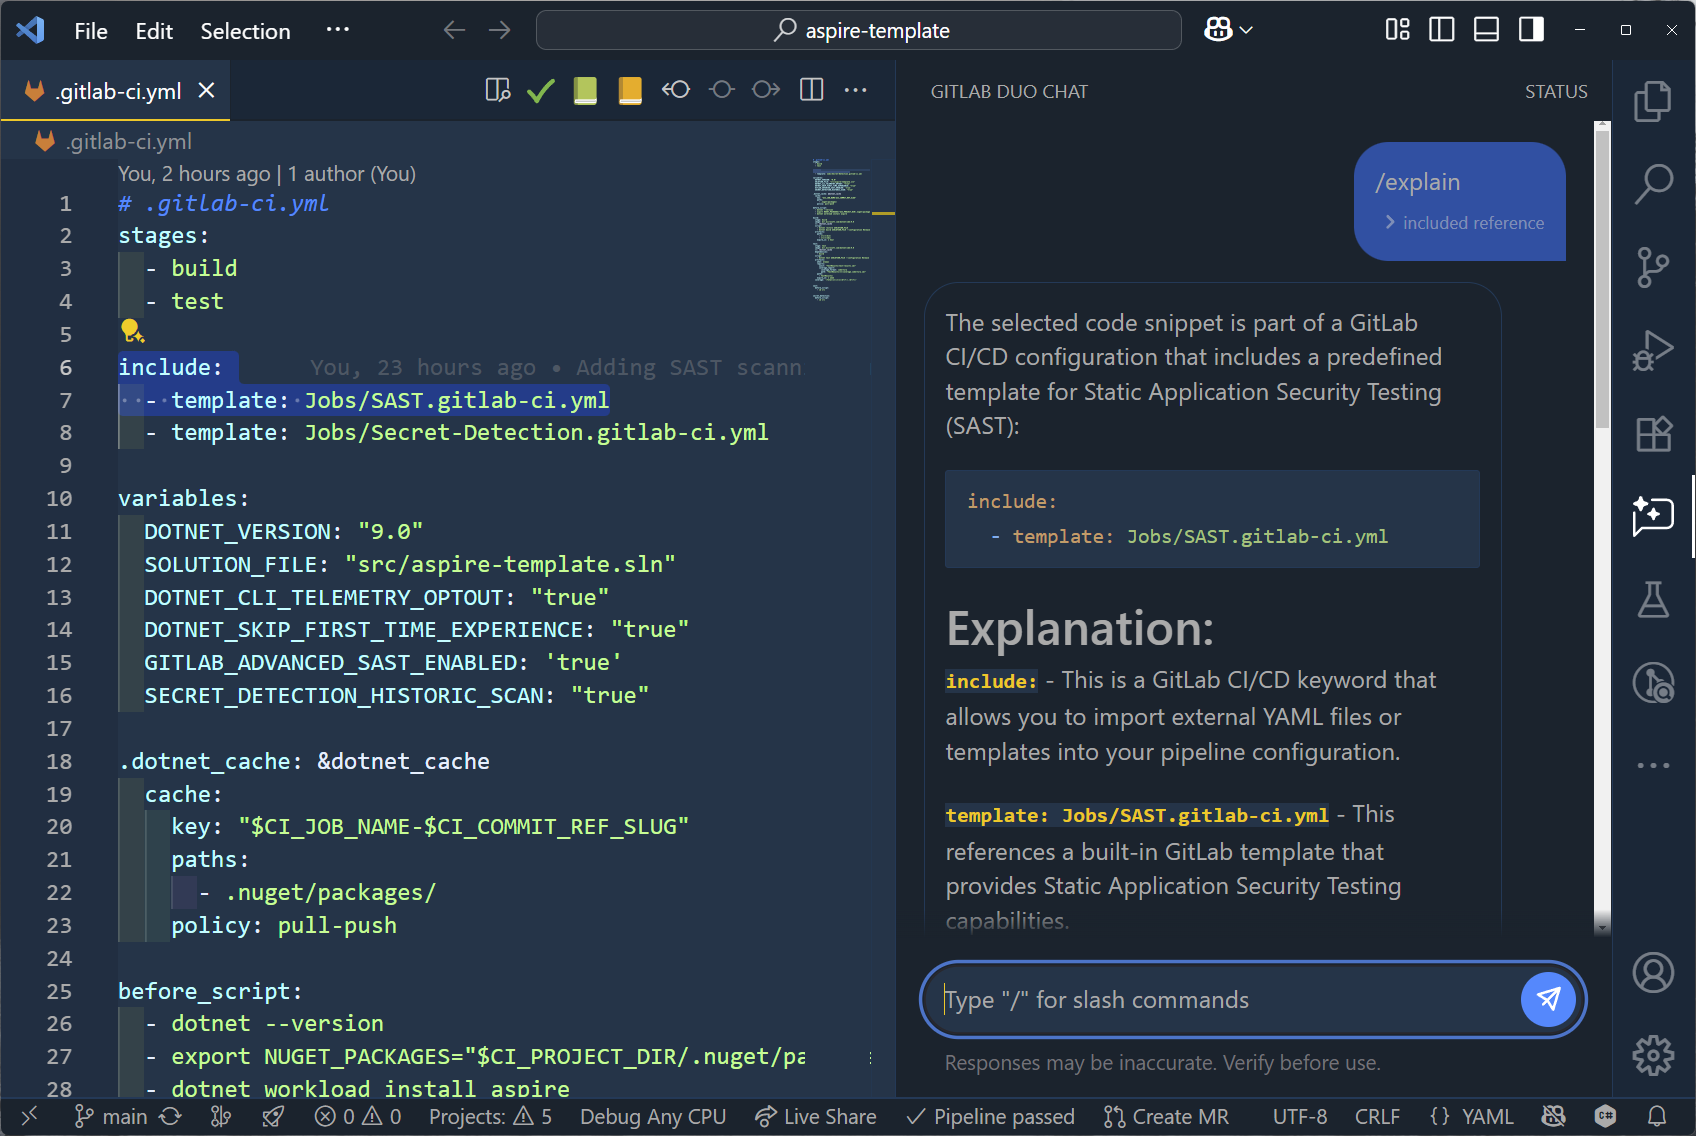 File Edit Selection ··· aspire-template
.gitlab-ci.yml
.gitlab-ci.yml
You, 2 hours ago | 1 author (You)
1 # .gitlab-ci.yml
2 stages:
3 - build
4 - test
5
6 include: You, 23 hours ago • Adding SAST scann
7 - template: Jobs/SAST.gitlab-ci.yml
8 - template: Jobs/Secret-Detection.gitlab-ci.yml
9
10 variables:
11 DOTNET_VERSION: "9.0"
12 SOLUTION_FILE: "src/aspire-template.sln"
13 DOTNET_CLI_TELEMETRY_OPTOUT: "true"
14 DOTNET_SKIP_FIRST_TIME_EXPERIENCE: "true"
15 GITLAB_ADVANCED_SAST_ENABLED: 'true'
16 SECRET_DETECTION_HISTORIC_SCAN: "true"
17
18 .dotnet_cache: &dotnet_cache
19 cache:
20 key: "$CI_JOB_NAME-$CI_COMMIT_REF_SLUG"
21 paths:
22 - .nuget/packages/
23 policy: pull-push
24
25 before_script:
26 - dotnet --version
27 - export NUGET_PACKAGES="$CI_PROJECT_DIR/.nuget/pa
28 - dotnet workload install aspire
GITLAB DUO CHAT STATUS
/explain
included reference
The selected code snippet is part of a GitLab
CI/CD configuration that includes a predefined
template for Static Application Security Testing
(SAST):
include:
- template: Jobs/SAST.gitlab-ci.yml
Explanation:
include: - This is a GitLab CI/CD keyword that
allows you to import external YAML files or
templates into your pipeline configuration.
template: Jobs/SAST.gitlab-ci.yml - This
references a built-in GitLab template that
provides Static Application Security Testing
capabilities.
Type "/" for slash commands
Responses may be inaccurate. Verify before use.
main 0 0 Projects: 5 Debug Any CPU Live Share Pipeline passed Create MR UTF-8 CRLF {} YAML C#